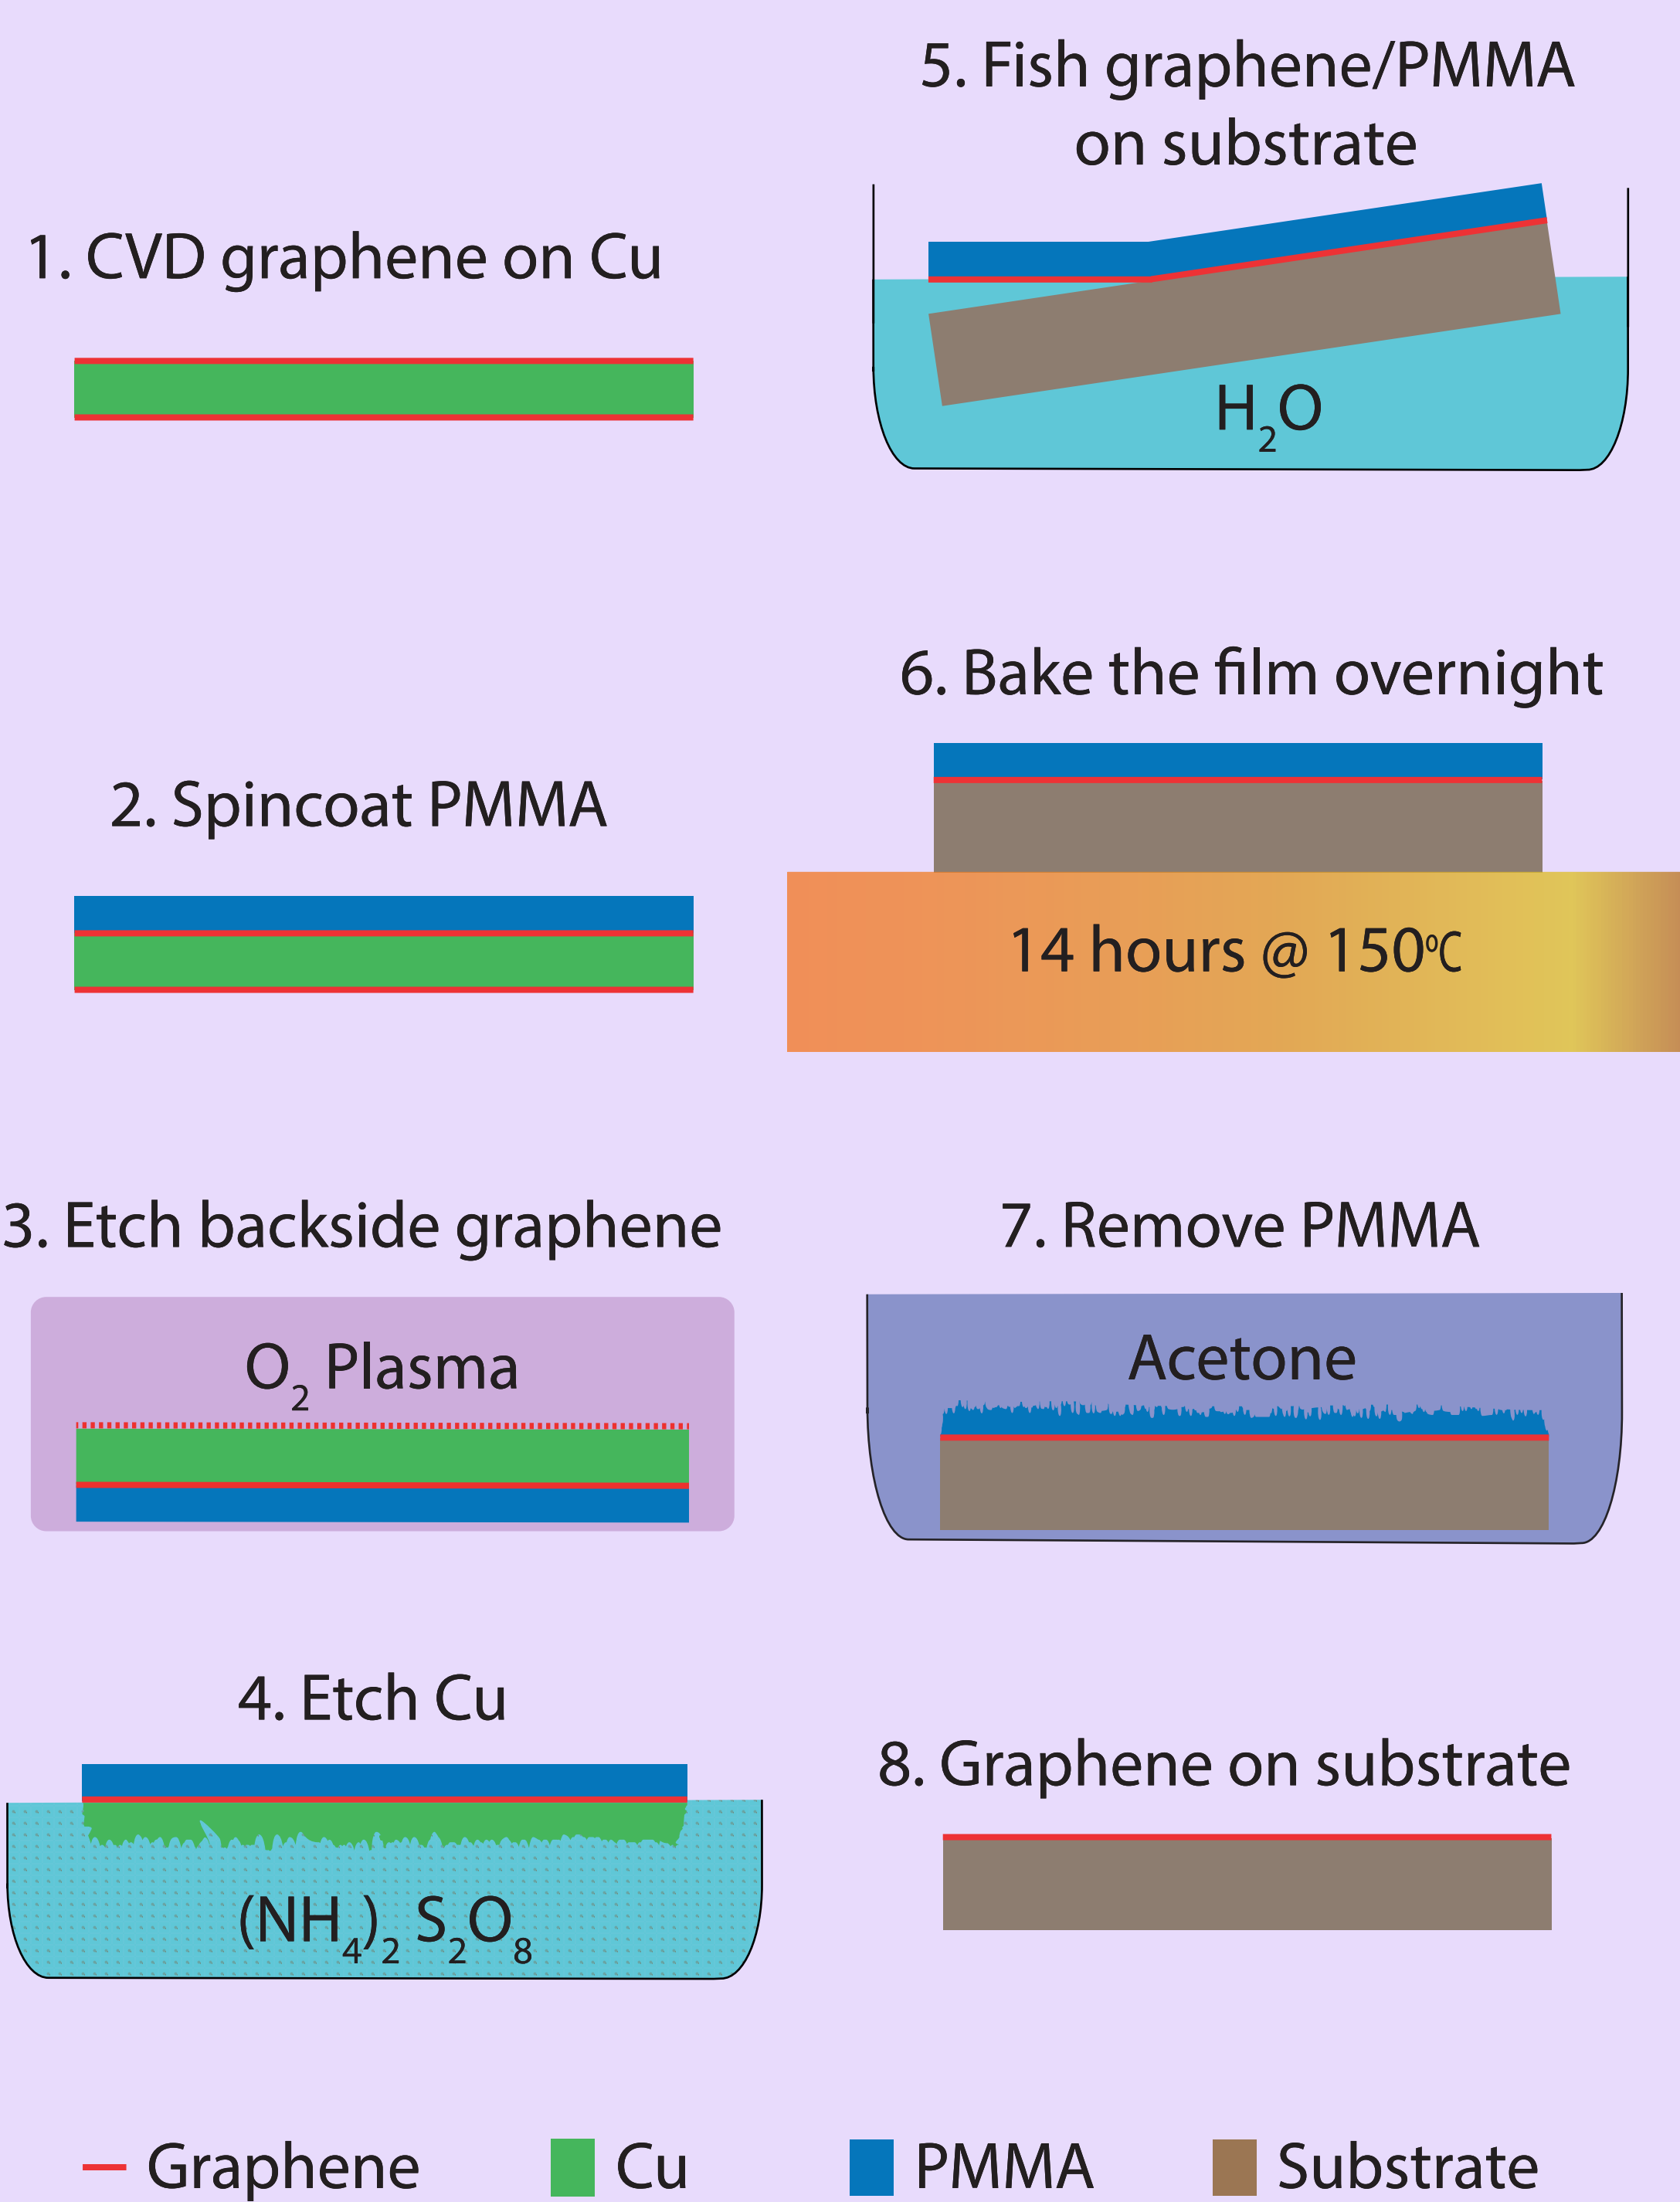 1. CVD graphene on Cu
2. Spincoat PMMA
3. Etch backside graphene
O₂ Plasma
4. Etch Cu
(NH₄)₂ S₂O₈
5. Fish graphene/PMMA
on substrate
H₂O
6. Bake the film overnight
14 hours @ 150⁰C
7. Remove PMMA
Acetone
8. Graphene on substrate
Graphene Cu PMMA Substrate